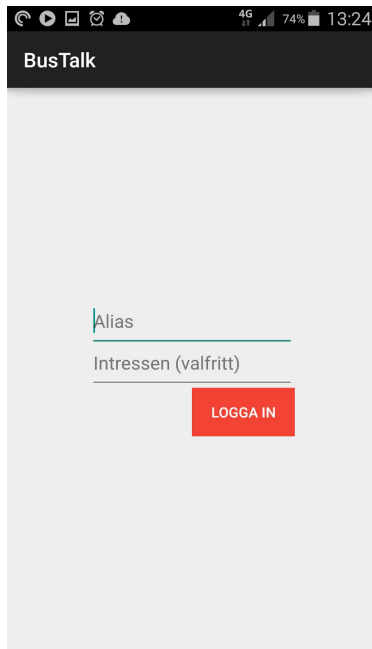 4G 74% 13:24
BusTalk
Alias
Intressen (valfritt)
LOGGA IN